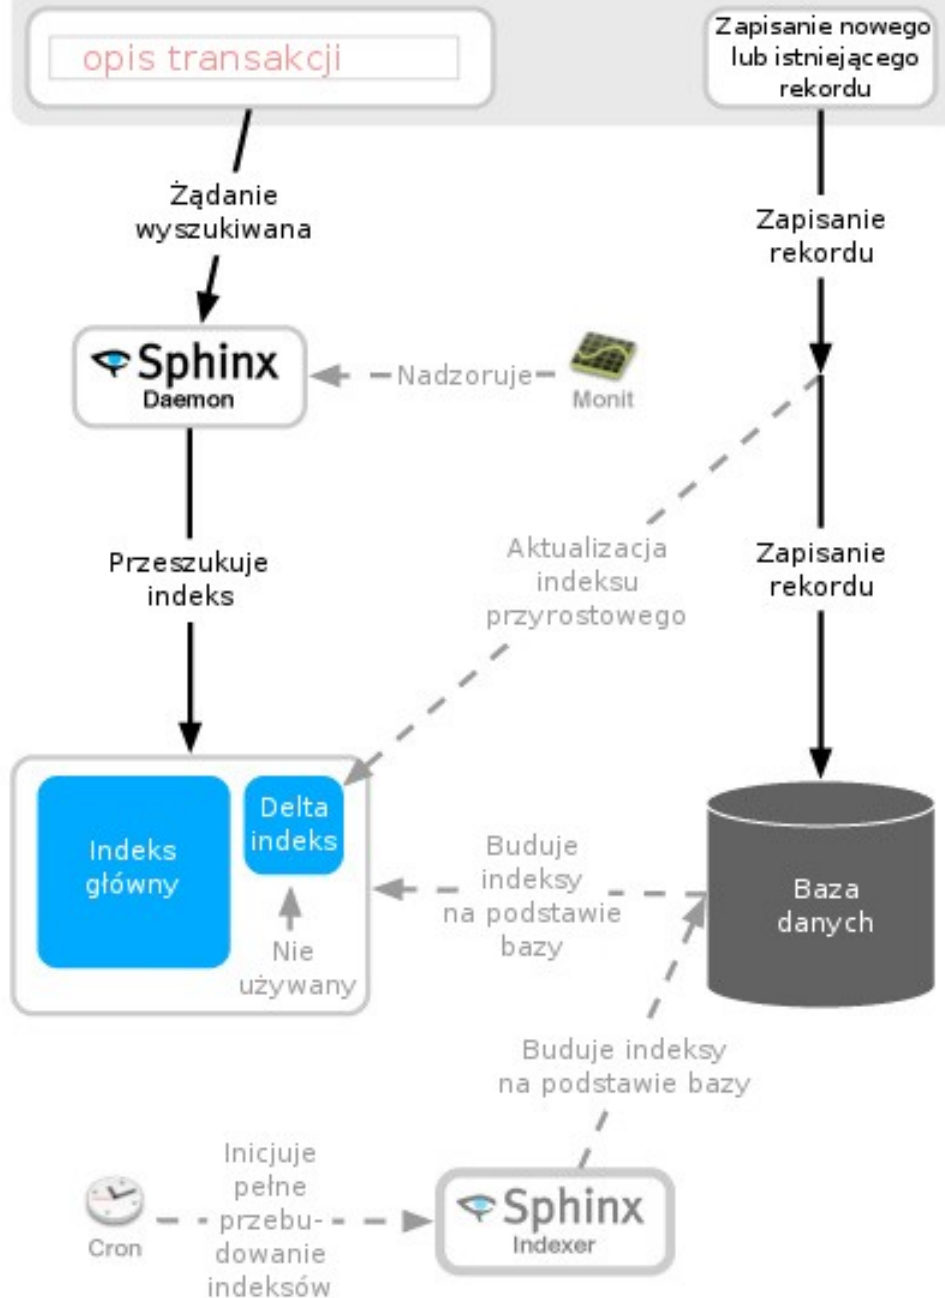 opis transakcji
Zapisanie nowego
lub istniejącego
rekordu
Żądanie
wyszukiwana
Zapisanie
rekordu
Sphinx
Daemon
Nadzoruje
Monit
Przeszukuje
indeks
Aktualizacja
indeksu
przyrostowego
Zapisanie
rekordu
Indeks
główny
Delta
indeks
Nie
używany
Buduje
indeksy
na podstawie
bazy
Baza
danych
Buduje indeksy
na podstawie bazy
Cron
Inicjuje
pełne
przebu-
dowanie
indeksów
Sphinx
Indexer